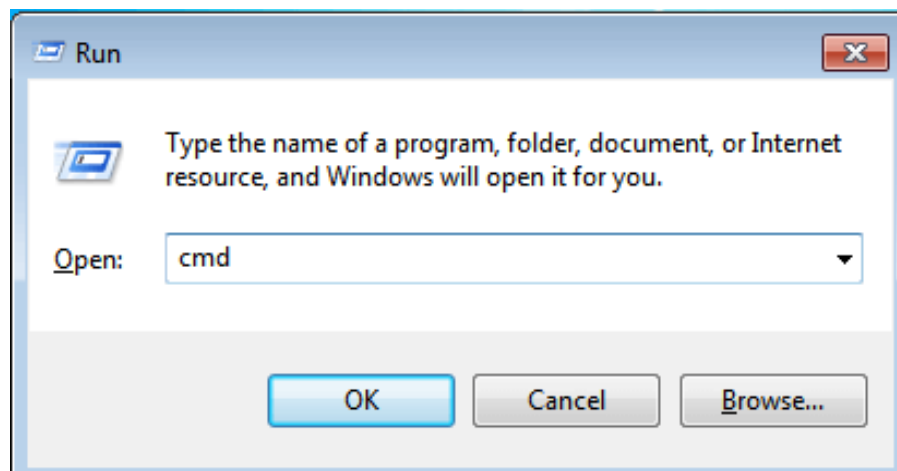 Run
Type the name of a program, folder, document, or Internet
resource, and Windows will open it for you.
Open: cmd
OK Cancel Browse...